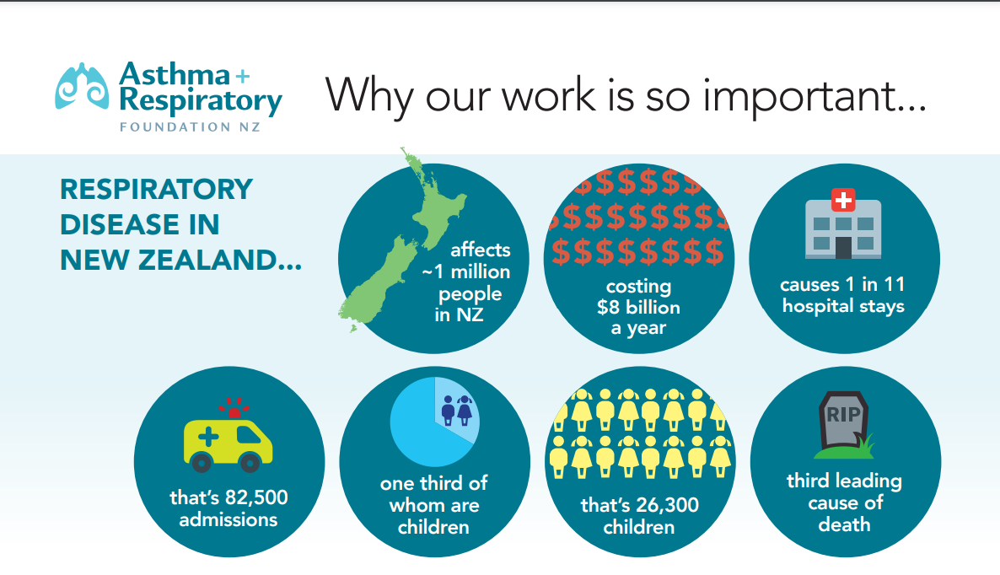 Asthma+
Respiratory
FOUNDATION NZ
Why our work is so important...
RESPIRATORY
DISEASE IN
NEW ZEALAND...
affects
~1 million
people
in NZ
$$$$$$
$$$$$$$$$
$$$$$$$$
costing
$8 billion
a year
causes 1 in 11
hospital stays
that's 82,500
admissions
one third of
whom are
children
that's 26,300
children
RIP
third leading
cause of
death